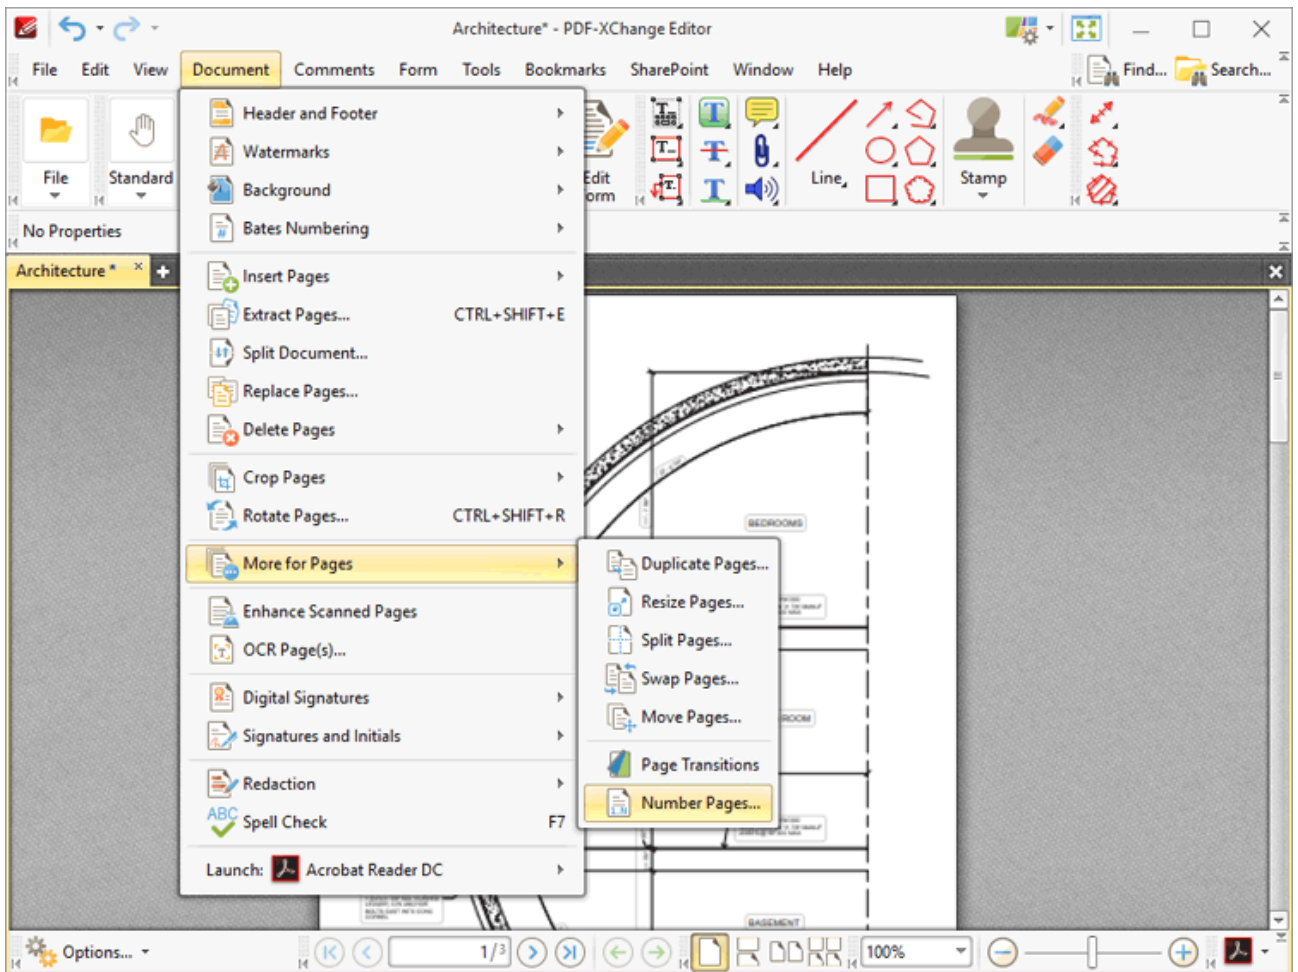 Architecture* - PDF-XChange Editor
File Edit View Document Comments Form Tools Bookmarks SharePoint Window Help Find... Search...
File Standard Edit Form Line Stamp
No Properties
Architecture *
Header and Footer
Watermarks
Background
Bates Numbering
Insert Pages
Extract Pages... CTRL+SHIFT+E
Split Document...
Replace Pages...
Delete Pages
Crop Pages
Rotate Pages... CTRL+SHIFT+R
More for Pages
Enhance Scanned Pages
OCR Page(s)...
Digital Signatures
Signatures and Initials
Redaction
ABC Spell Check F7
Launch: Acrobat Reader DC
Duplicate Pages...
Resize Pages...
Split Pages...
Swap Pages...
Move Pages...
Page Transitions
Number Pages...
BEDROOMS
ROOM
BASEMENT
Options... 1/3 100%